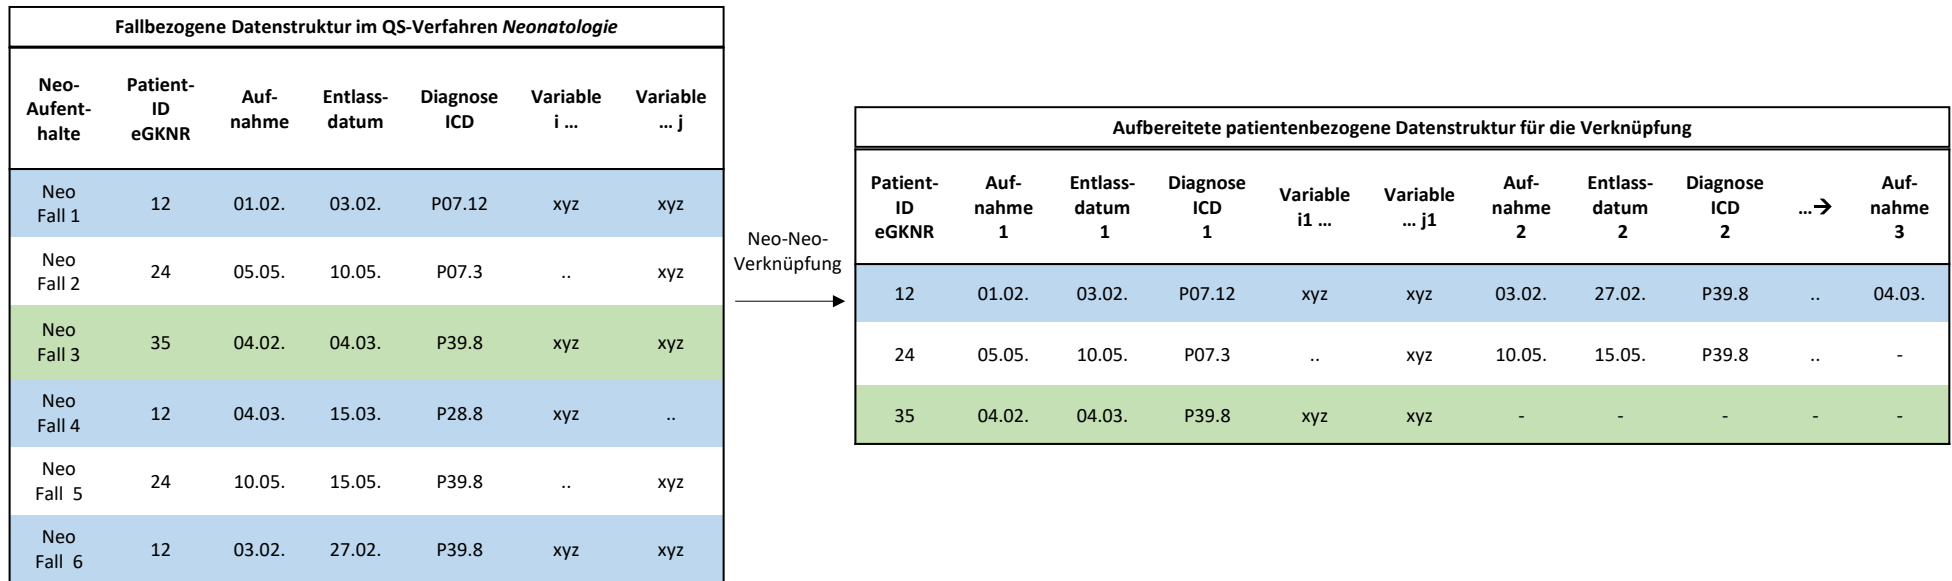 Fallbezogene Datenstruktur im QS-Verfahren Neonatologie
Neo-
Aufent-
halte
Patient-
ID
eGKNR
Auf-
nahme
Entlass-
datum
Diagnose
ICD
Variable
i ...
Variable
... j
Neo
Fall 1
12 01.02. 03.02. P07.12 xyz xyz
Neo
Fall 2
24 05.05. 10.05. P07.3 .. xyz
Neo
Fall 3
35 04.02. 04.03. P39.8 xyz xyz
Neo
Fall 4
12 04.03. 15.03. P28.8 xyz ..
Neo
Fall 5
24 10.05. 15.05. P39.8 .. xyz
Neo
Fall 6
12 03.02. 27.02. P39.8 xyz xyz
Neo-Neo-
Verknüpfung
Aufbereitete patientenbezogene Datenstruktur für die Verknüpfung
Patient-
ID
eGKNR
Auf-
nahme
1
Entlass-
datum
1
Diagnose
ICD
1
Variable
i1 ...
Variable
... j1
Auf-
nahme
2
Entlass-
datum
2
Diagnose
ICD
2
...→
Auf-
nahme
3
12 01.02. 03.02. P07.12 xyz xyz 03.02. 27.02. P39.8 .. 04.03.
24 05.05. 10.05. P07.3 .. xyz 10.05. 15.05. P39.8 .. -
35 04.02. 04.03. P39.8 xyz xyz - - - - -